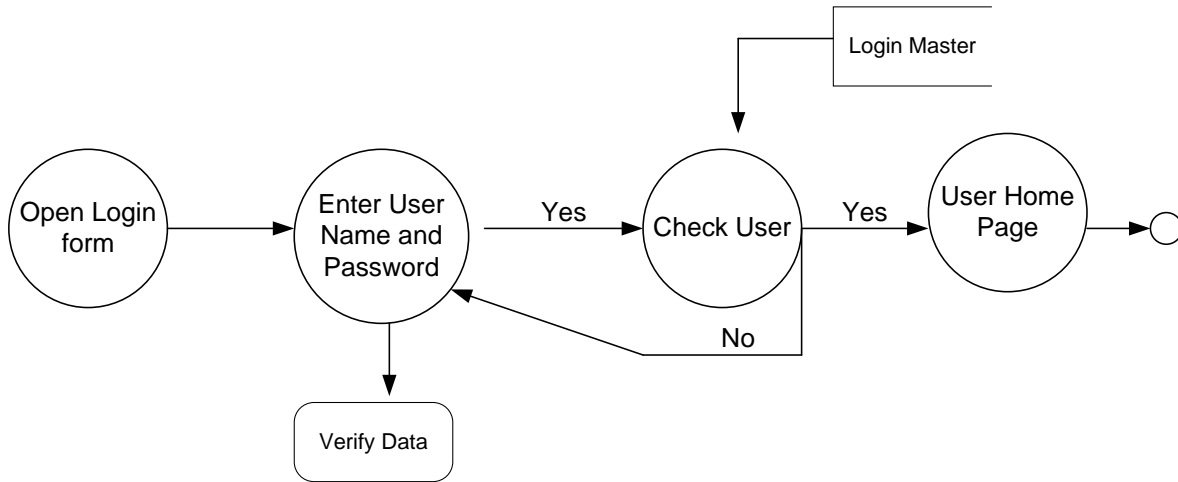 Login Master
Open Login
form
Enter User
Name and
Password
Yes
Check User
Yes
User Home
Page
No
Verify Data